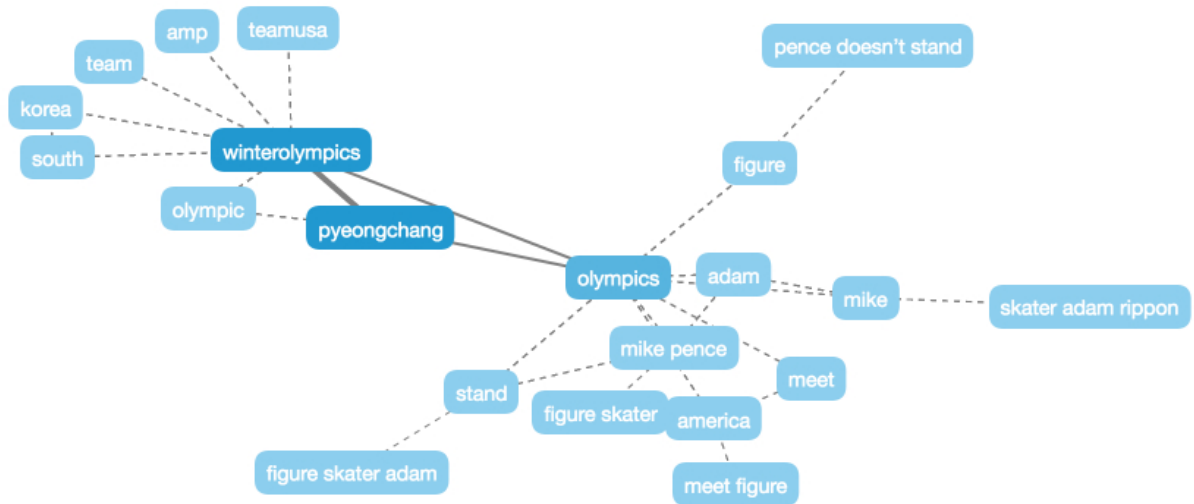 amp
teamusa
pence doesn't stand
team
korea
winterolympics
south
figure
olympic
pyeongchang
olympics
adam
mike
skater adam rippon
mike pence
meet
stand
figure skater
america
figure skater adam
meet figure